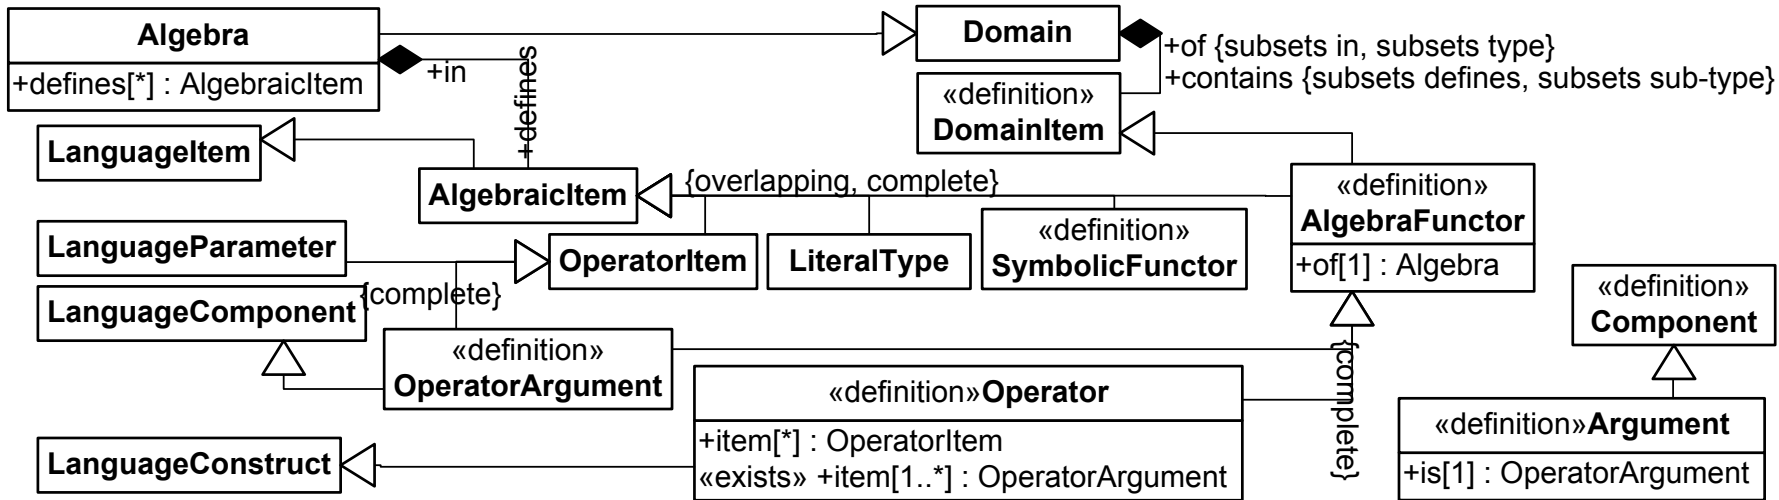 Algebra
+defines[*] : AlgebraicItem
+in
+defines
Domain
+of {subsets in, subsets type}
+contains {subsets defines, subsets sub-type}
«definition»
DomainItem
LanguageItem
AlgebraicItem
{overlapping, complete}
«definition»
AlgebraFunctor
+of[1] : Algebra
LanguageParameter
OperatorItem
LiteralType
«definition»
SymbolicFunctor
{complete}
LanguageComponent
«definition»
Component
«definition»
OperatorArgument
{complete}
«definition»Operator
+item[*] : OperatorItem
«exists» +item[1..*] : OperatorArgument
«definition»Argument
+is[1] : OperatorArgument
LanguageConstruct